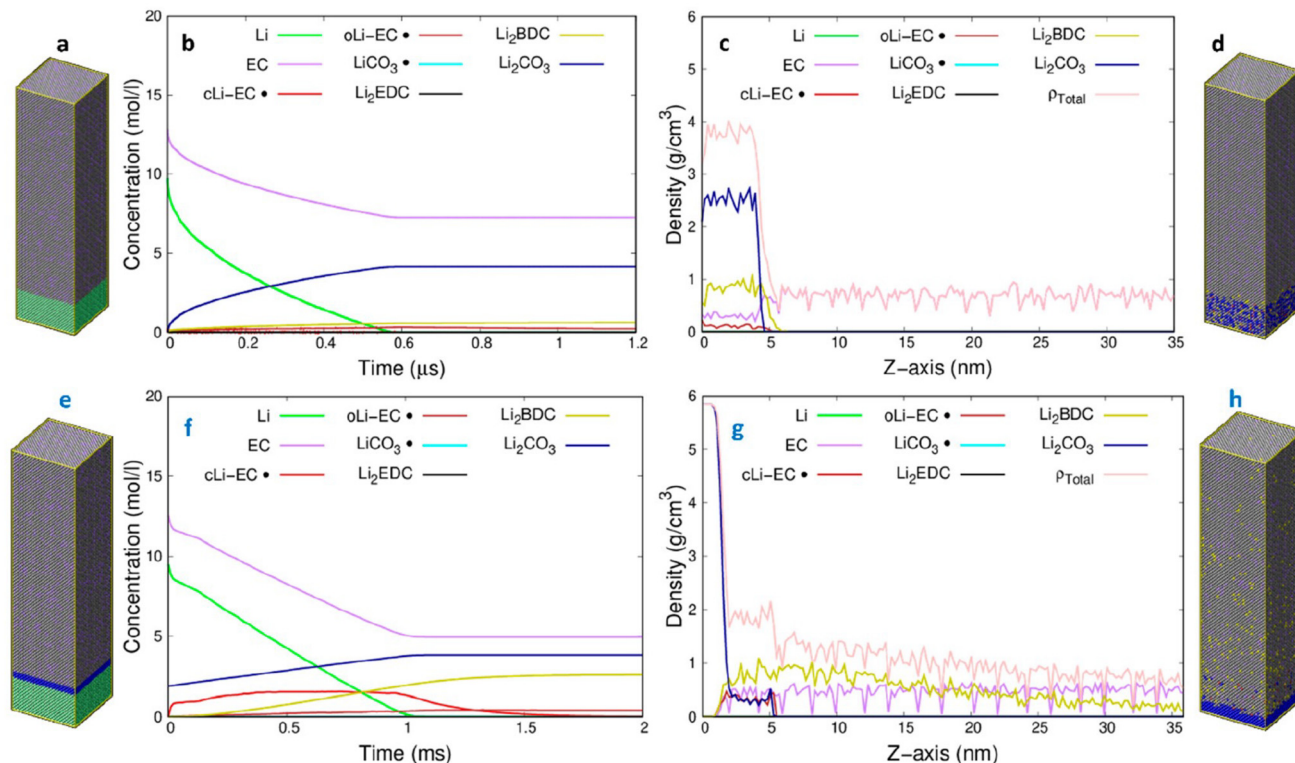 a
b
Concentration (mol/l)
20
15
10
5
0
Li
EC
cLi−EC •
oLi−EC •
LiCO₃ •
Li₂EDC
Li₂BDC
Li₂CO₃
0 0.2 0.4 0.6 0.8 1 1.2
Time (μs)
c
Density (g/cm³)
6
5
4
3
2
1
0
Li
EC
cLi−EC •
oLi−EC •
LiCO₃ •
Li₂EDC
Li₂BDC
Li₂CO₃
ρTotal
0 5 10 15 20 25 30 35
Z−axis (nm)
d
e
f
Concentration (mol/l)
20
15
10
5
0
Li
EC
cLi−EC •
oLi−EC •
LiCO₃ •
Li₂EDC
Li₂BDC
Li₂CO₃
0 0.5 1 1.5 2
Time (ms)
g
Density (g/cm³)
6
5
4
3
2
1
0
Li
EC
cLi−EC •
oLi−EC •
LiCO₃ •
Li₂EDC
Li₂BDC
Li₂CO₃
ρTotal
0 5 10 15 20 25 30 35
Z−axis (nm)
h